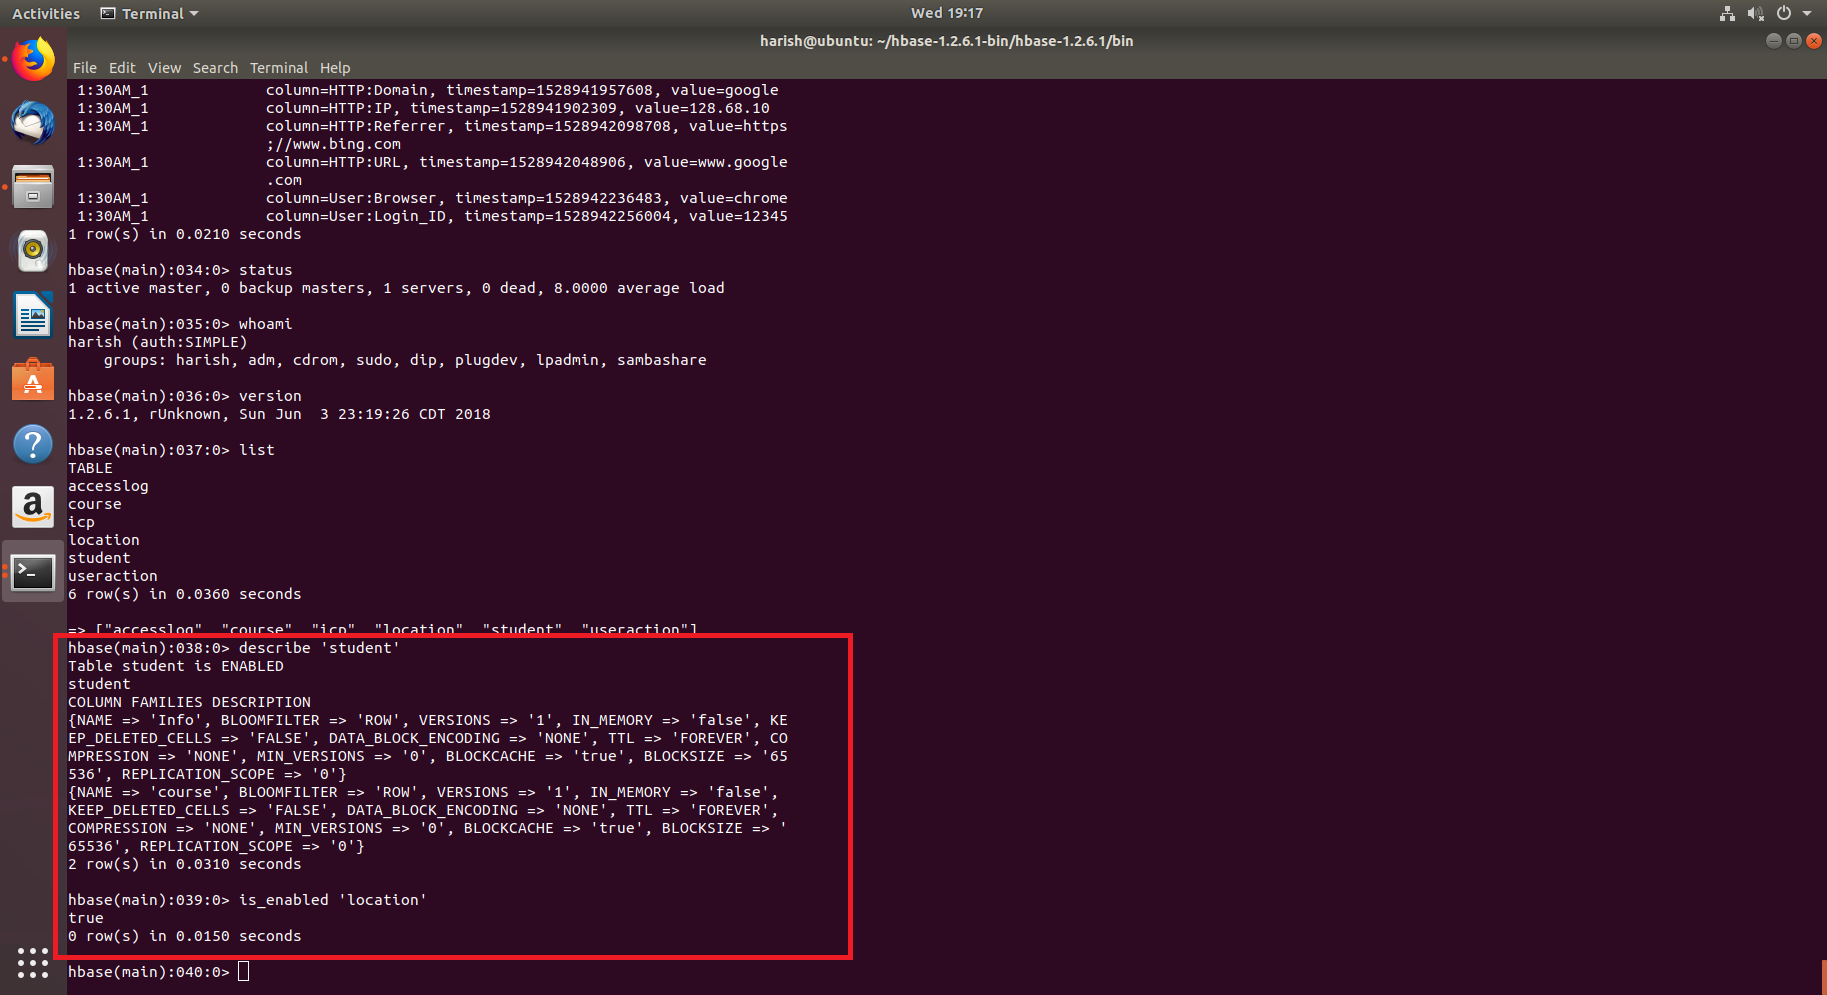 Activities Terminal Wed 19:17
harish@ubuntu: ~/hbase-1.2.6.1-bin/hbase-1.2.6.1/bin
File Edit View Search Terminal Help
1:30AM_1 column=HTTP:Domain, timestamp=1528941957608, value=google
1:30AM_1 column=HTTP:IP, timestamp=1528941902309, value=128.68.10
1:30AM_1 column=HTTP:Referrer, timestamp=1528942098708, value=https
;//www.bing.com
1:30AM_1 column=HTTP:URL, timestamp=1528942048906, value=www.google
.com
1:30AM_1 column=User:Browser, timestamp=1528942236483, value=chrome
1:30AM_1 column=User:Login_ID, timestamp=1528942256004, value=12345
1 row(s) in 0.0210 seconds
hbase(main):034:0> status
1 active master, 0 backup masters, 1 servers, 0 dead, 8.0000 average load
hbase(main):035:0> whoami
harish (auth:SIMPLE)
groups: harish, adm, cdrom, sudo, dip, plugdev, lpadmin, sambashare
hbase(main):036:0> version
1.2.6.1, rUnknown, Sun Jun  3 23:19:26 CDT 2018
hbase(main):037:0> list
TABLE
accesslog
course
icp
location
student
useraction
6 row(s) in 0.0360 seconds
=> ["accesslog", "course", "icp", "location", "student", "useraction"]
hbase(main):038:0> describe 'student'
Table student is ENABLED
student
COLUMN FAMILIES DESCRIPTION
{NAME => 'Info', BLOOMFILTER => 'ROW', VERSIONS => '1', IN_MEMORY => 'false', KE
EP_DELETED_CELLS => 'FALSE', DATA_BLOCK_ENCODING => 'NONE', TTL => 'FOREVER', CO
MPRESSION => 'NONE', MIN_VERSIONS => '0', BLOCKCACHE => 'true', BLOCKSIZE => '65
536', REPLICATION_SCOPE => '0'}
{NAME => 'course', BLOOMFILTER => 'ROW', VERSIONS => '1', IN_MEMORY => 'false',
KEEP_DELETED_CELLS => 'FALSE', DATA_BLOCK_ENCODING => 'NONE', TTL => 'FOREVER',
COMPRESSION => 'NONE', MIN_VERSIONS => '0', BLOCKCACHE => 'true', BLOCKSIZE => '
65536', REPLICATION_SCOPE => '0'}
2 row(s) in 0.0310 seconds
hbase(main):039:0> is_enabled 'location'
true
0 row(s) in 0.0150 seconds
hbase(main):040:0>